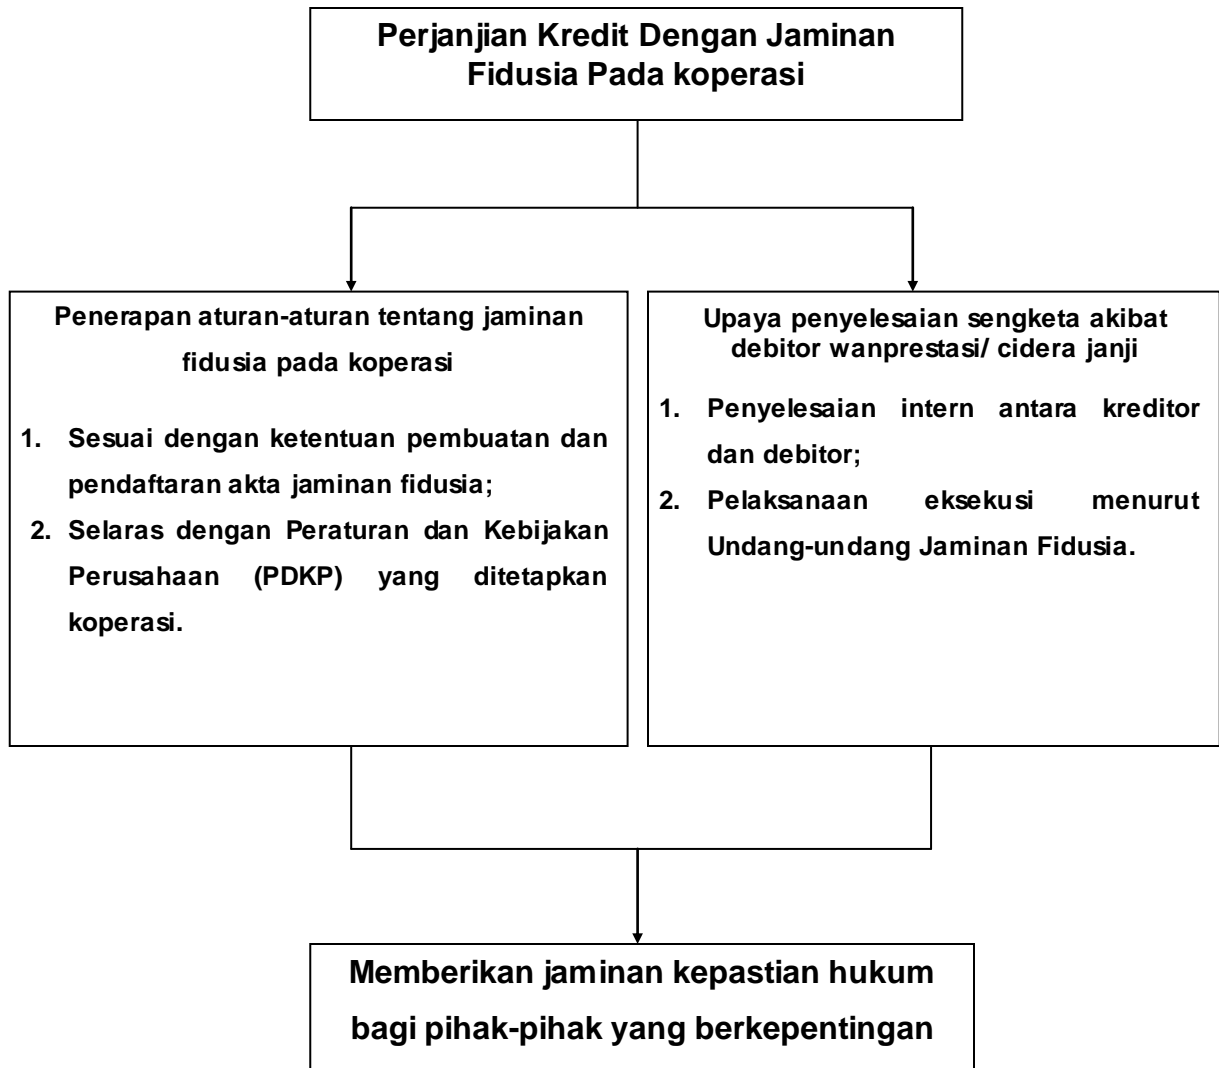 Perjanjian Kredit Dengan Jaminan
Fidusia Pada koperasi
Penerapan aturan-aturan tentang jaminan
fidusia pada koperasi
1. Sesuai dengan ketentuan pembuatan dan
pendaftaran akta jaminan fidusia;
2. Selaras dengan Peraturan dan Kebijakan
Perusahaan (PDKP) yang ditetapkan
koperasi.
Upaya penyelesaian sengketa akibat
debitor wanprestasi/ cidera janji
1. Penyelesaian intern antara kreditor
dan debitor;
2. Pelaksanaan eksekusi menurut
Undang-undang Jaminan Fidusia.
Memberikan jaminan kepastian hukum
bagi pihak-pihak yang berkepentingan